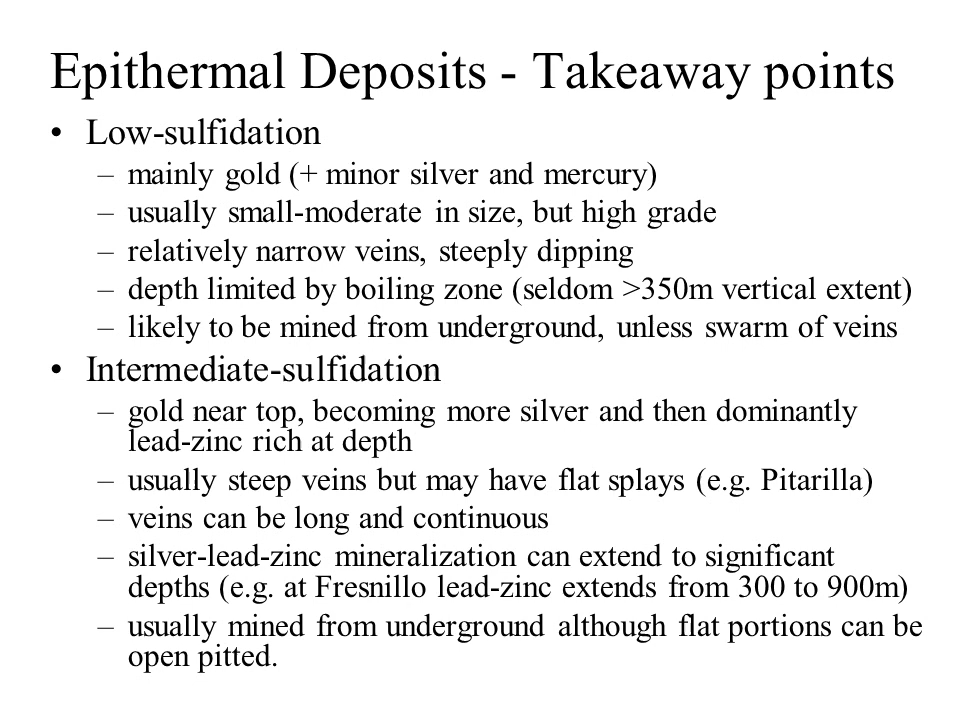 Epithermal Deposits - Takeaway points
• Low-sulfidation
– mainly gold (+ minor silver and mercury)
– usually small-moderate in size, but high grade
– relatively narrow veins, steeply dipping
– depth limited by boiling zone (seldom >350m vertical extent)
– likely to be mined from underground, unless swarm of veins
• Intermediate-sulfidation
– gold near top, becoming more silver and then dominantly
lead-zinc rich at depth
– usually steep veins but may have flat splays (e.g. Pitarilla)
– veins can be long and continuous
– silver-lead-zinc mineralization can extend to significant
depths (e.g. at Fresnillo lead-zinc extends from 300 to 900m)
– usually mined from underground although flat portions can be
open pitted.